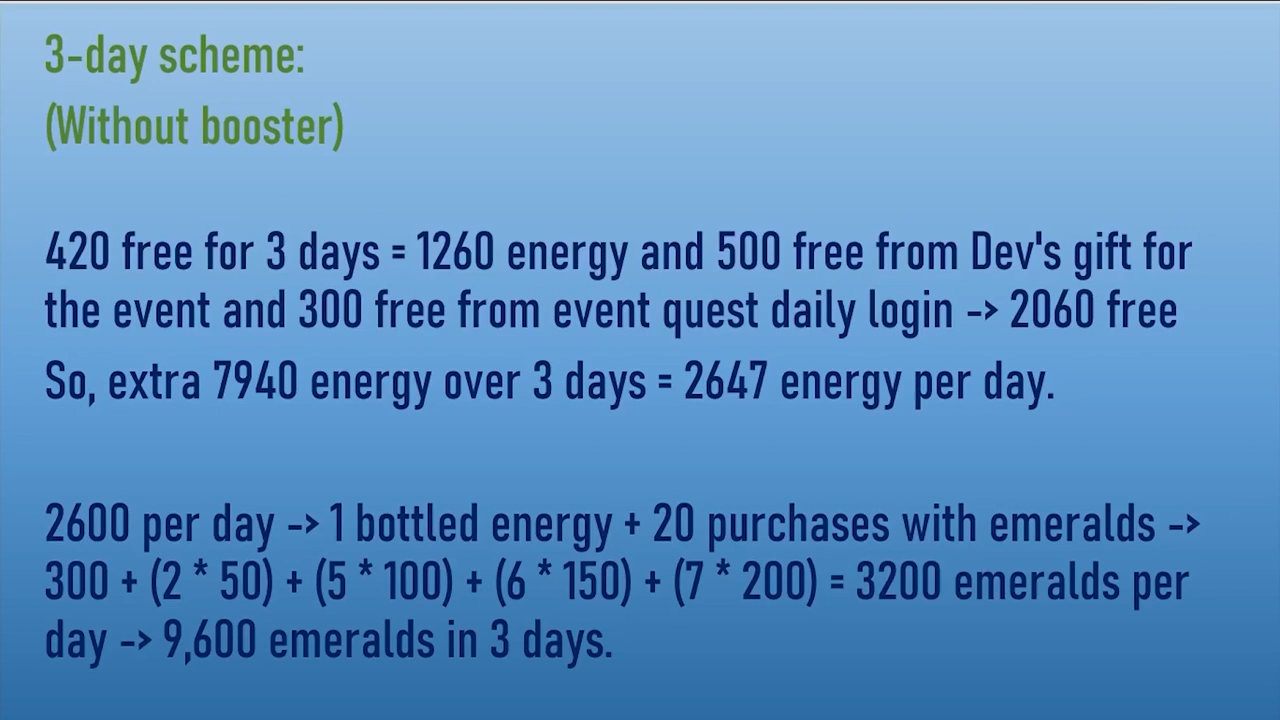 3-day scheme:
(Without booster)
420 free for 3 days = 1260 energy and 500 free from Dev's gift for
the event and 300 free from event quest daily login -> 2060 free
So, extra 7940 energy over 3 days = 2647 energy per day.
2600 per day -> 1 bottled energy + 20 purchases with emeralds ->
300 + (2 * 50) + (5 * 100) + (6 * 150) + (7 * 200) = 3200 emeralds per
day -> 9,600 emeralds in 3 days.